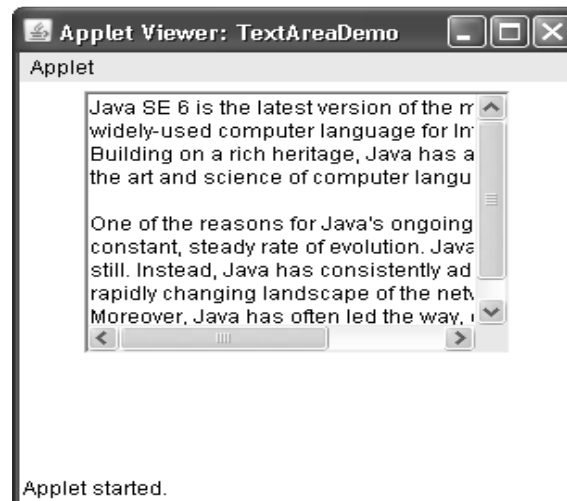 Applet Viewer: TextAreaDemo
Applet
Java SE 6 is the latest version of the
widely-used computer language for
Building on a rich heritage, Java has a
the art and science of computer langu

One of the reasons for Java's ongoing
constant, steady rate of evolution. Java
still. Instead, Java has consistently ad
rapidly changing landscape of the
Moreover, Java has often led the way,
Applet started.